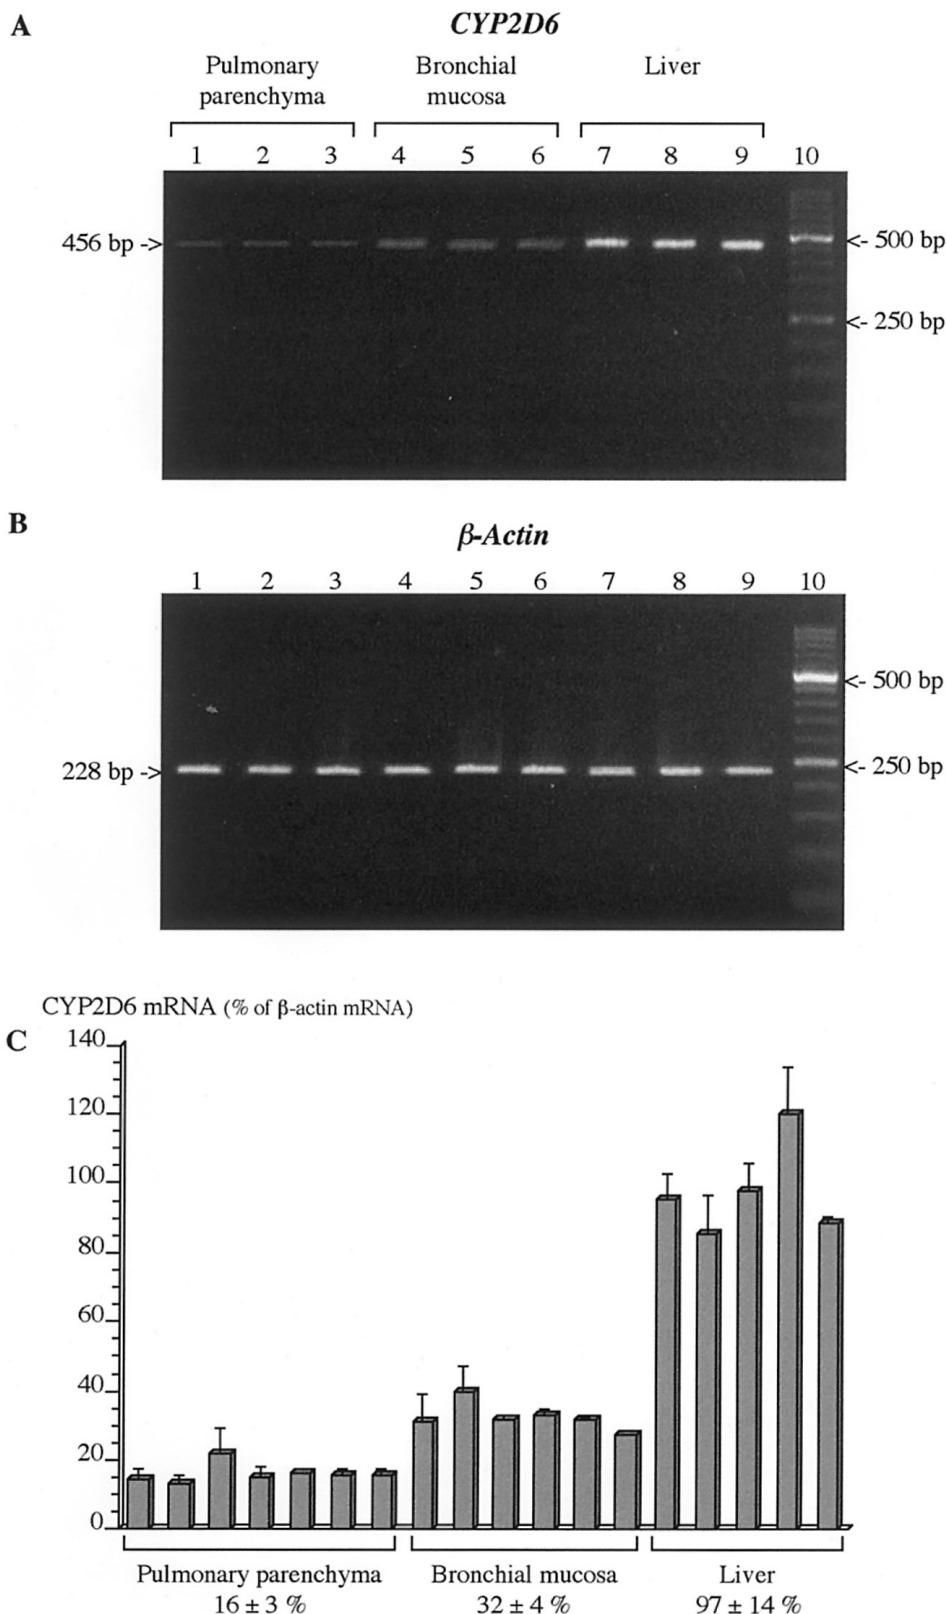 A
CYP2D6
Pulmonary parenchyma
Bronchial mucosa
Liver
1 2 3 4 5 6 7 8 9 10
456 bp ->
<- 500 bp
<- 250 bp
B
β-Actin
1 2 3 4 5 6 7 8 9 10
<- 500 bp
228 bp ->
<- 250 bp
CYP2D6 mRNA (% of β-actin mRNA)
C
140
120
100
80
60
40
20
0
Pulmonary parenchyma
16 ± 3 %
Bronchial mucosa
32 ± 4 %
Liver
97 ± 14 %